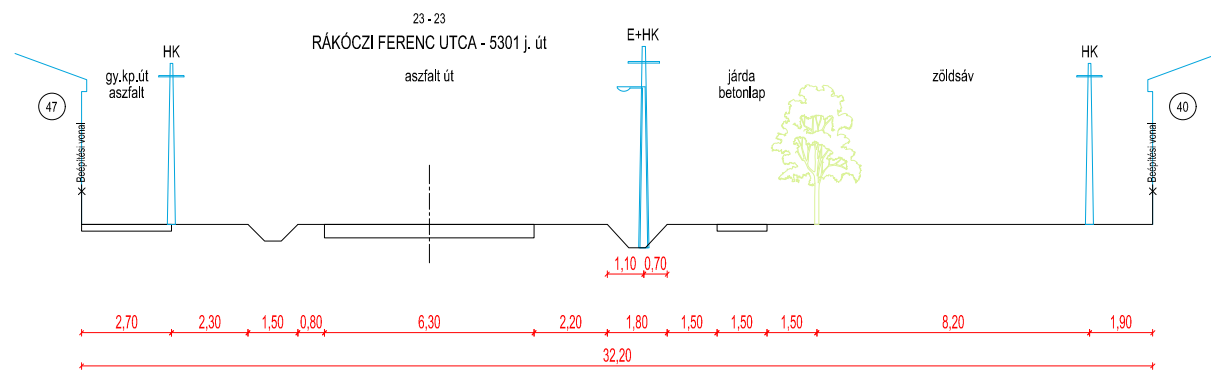 23 - 23
RÁKÓCZI FERENC UTCA - 5301 j. út
HK
E+HK
HK
gy.kp.út
aszfalt
aszfalt út
járda
betonlap
zöldsáv
47
40
Beépítési vonal
Beépítési vonal
1,10 0,70
2,70 2,30 1,50 0,80 6,30 2,20 1,80 1,50 1,50 1,50 8,20 1,90
32,20